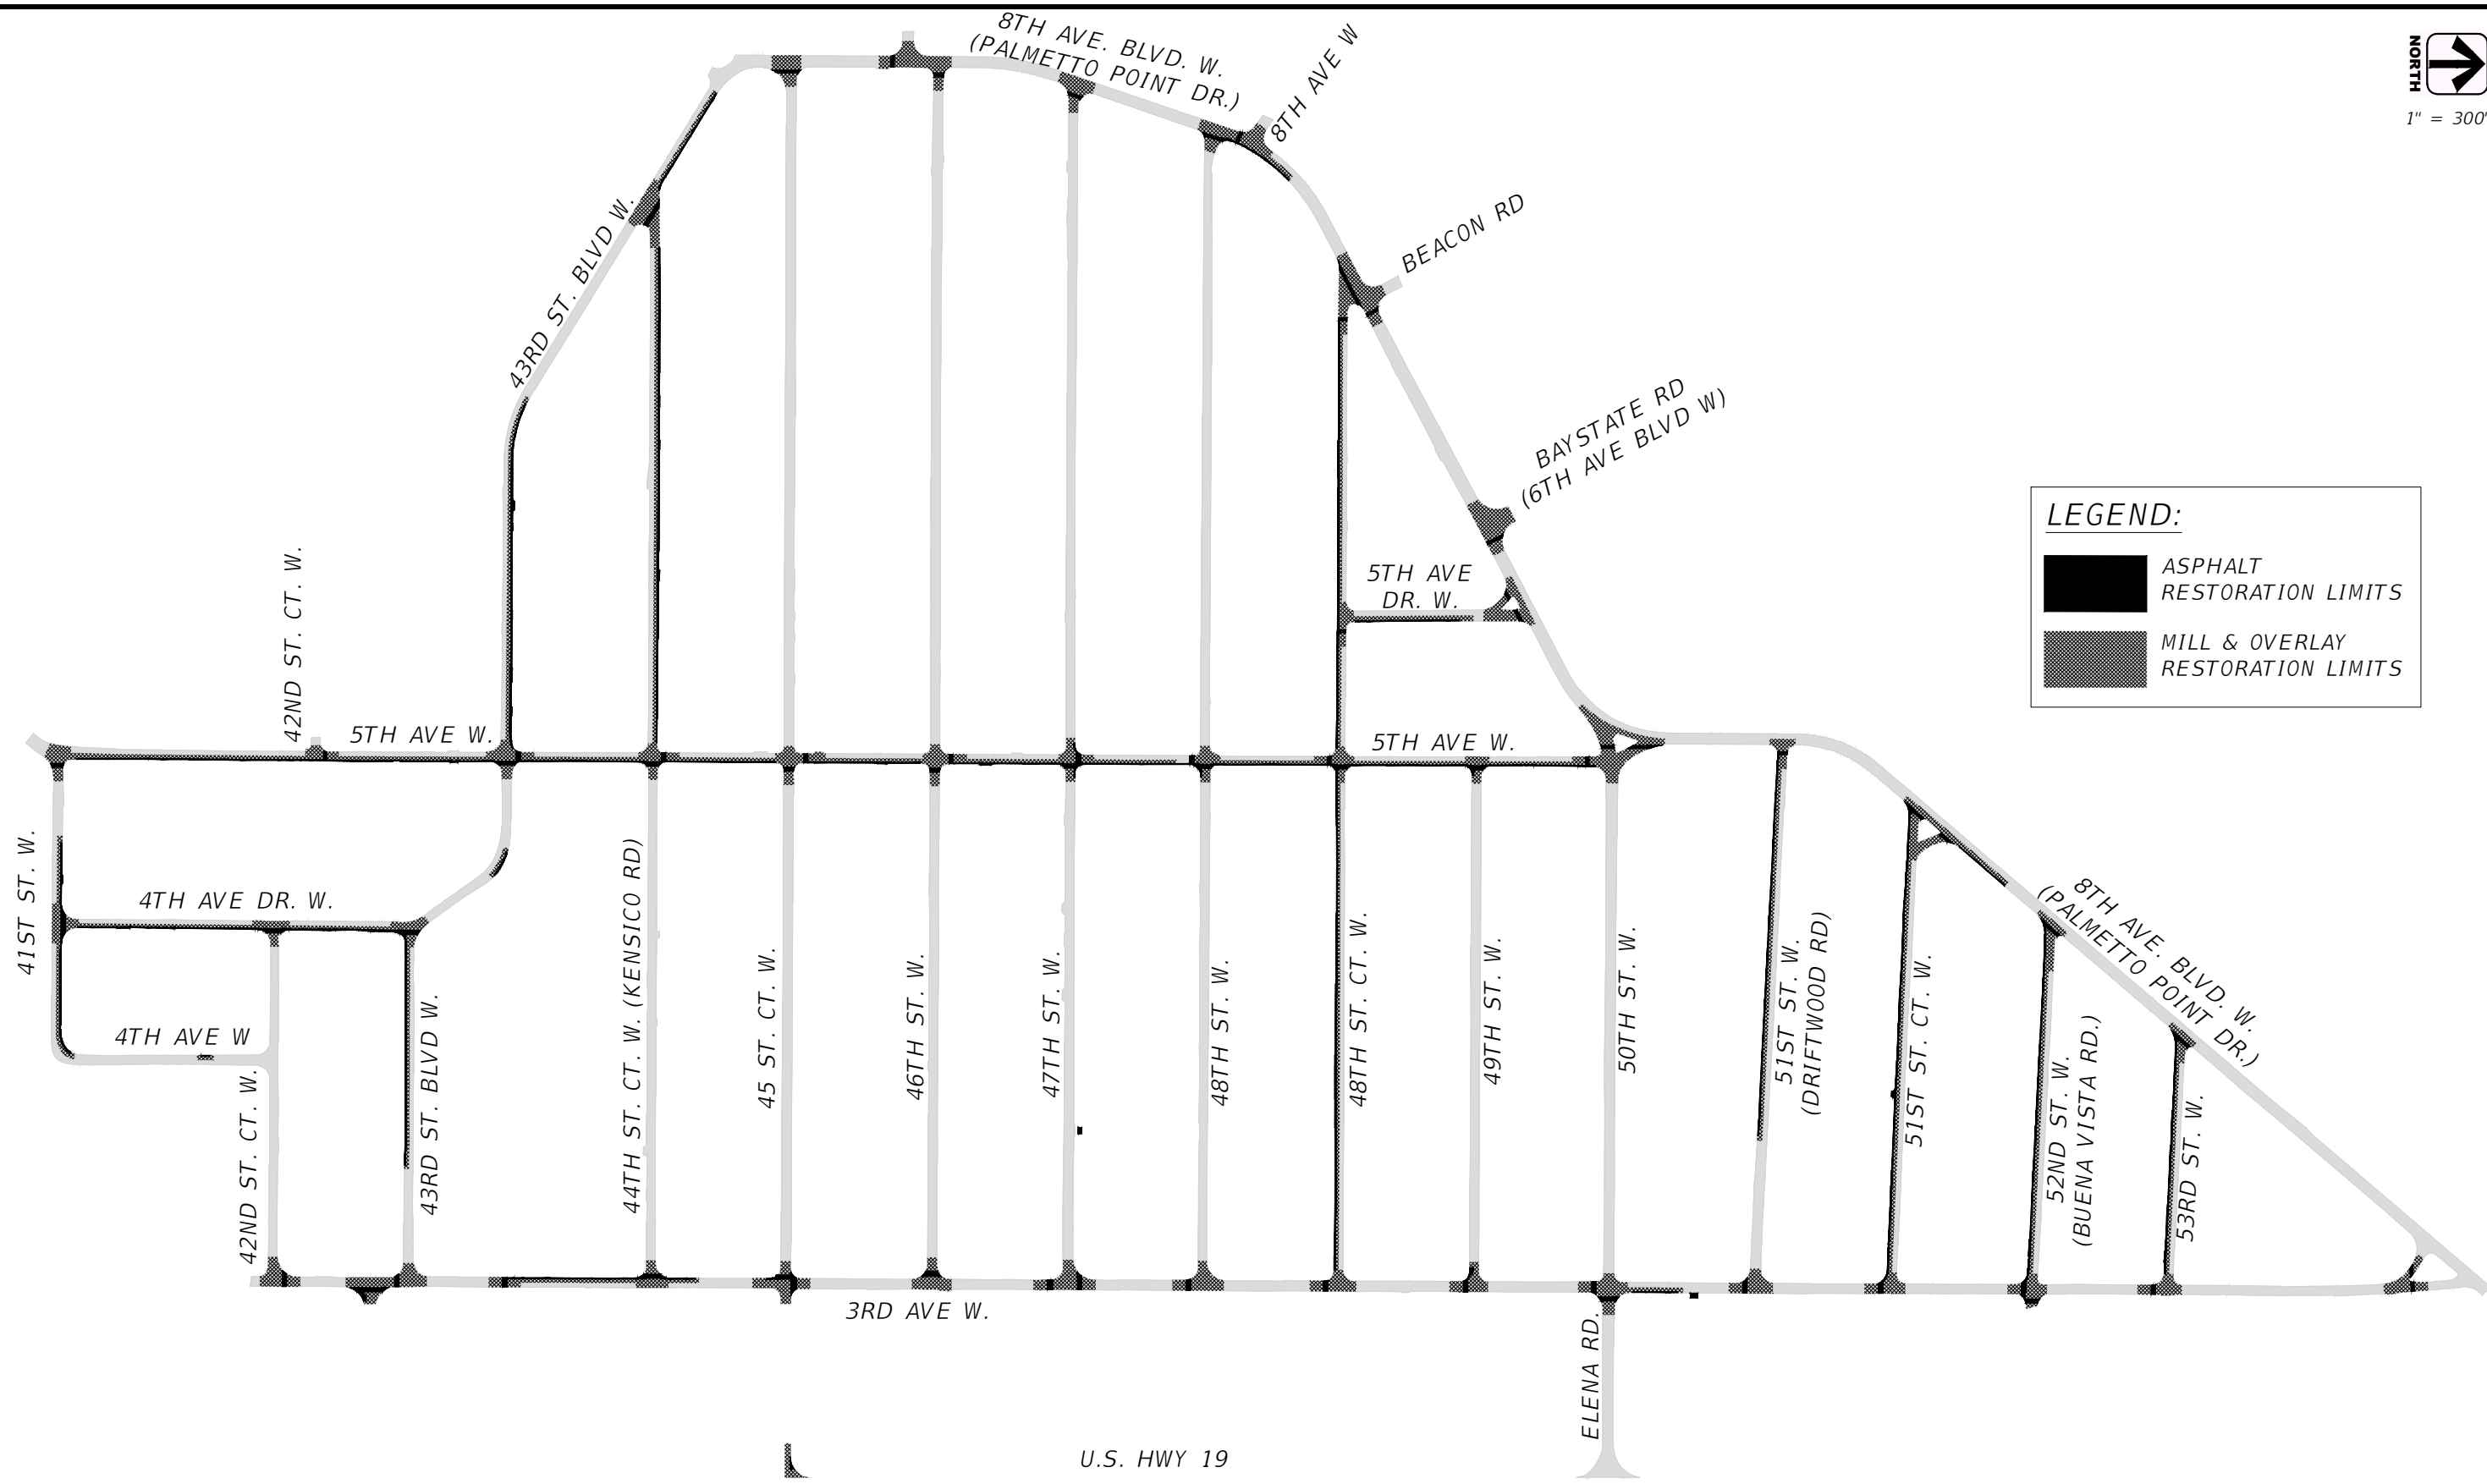 8TH AVE. BLVD. W.
(PALMETTO POINT DR.)
8TH AVE W
NORTH
1" = 300'
43RD ST. BLVD W.
BEACON RD
BAYSTATE RD
(6TH AVE BLVD W)
LEGEND:
ASPHALT
RESTORATION LIMITS
MILL & OVERLAY
RESTORATION LIMITS
5TH AVE
DR. W.
42ND ST. CT. W.
5TH AVE W.
5TH AVE W.
41ST ST. W.
4TH AVE DR. W.
4TH AVE W
42ND ST. CT. W.
43RD ST. BLVD W.
44TH ST. CT. W. (KENSICO RD)
45 ST. CT. W.
46TH ST. W.
47TH ST. W.
48TH ST. W.
48TH ST. CT. W.
49TH ST. W.
50TH ST. W.
51ST ST. W.
(DRIFTWOOD RD)
51ST ST. CT. W.
52ND ST. W.
(BUENA VISTA RD.)
53RD ST. W.
8TH AVE. BLVD. W.
(PALMETTO POINT DR.)
3RD AVE W.
ELENA RD.
U.S. HWY 19